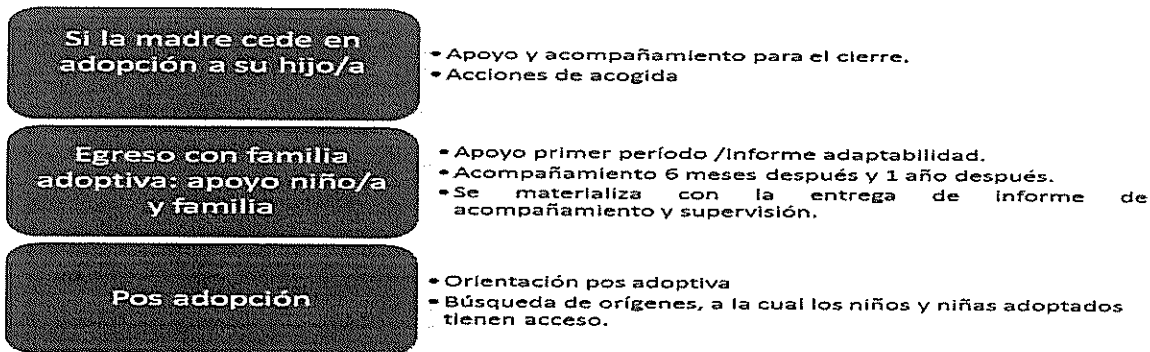 Si la madre cede en
adopción a su hijo/a
• Apoyo y acompañamiento para el cierre.
• Acciones de acogida
Egreso con familia
adoptiva: apoyo niño/a
y familia
• Apoyo primer período /Informe adaptabilidad.
• Acompañamiento 6 meses después y 1 año después.
• Se materializa con la entrega de informe de
acompañamiento y supervisión.
Pos adopción
• Orientación pos adoptiva
• Búsqueda de orígenes, a la cual los niños y niñas adoptados
tienen acceso.